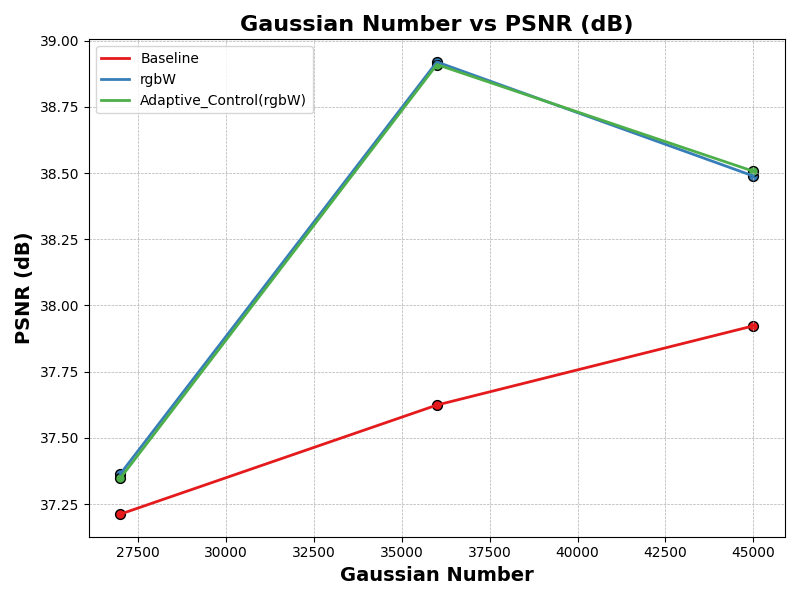 Gaussian Number vs PSNR (dB)
Baseline
rgbW
Adaptive_Control(rgbW)
PSNR (dB)
39.00
38.75
38.50
38.25
38.00
37.75
37.50
37.25
27500 30000 32500 35000 37500 40000 42500 45000
Gaussian Number